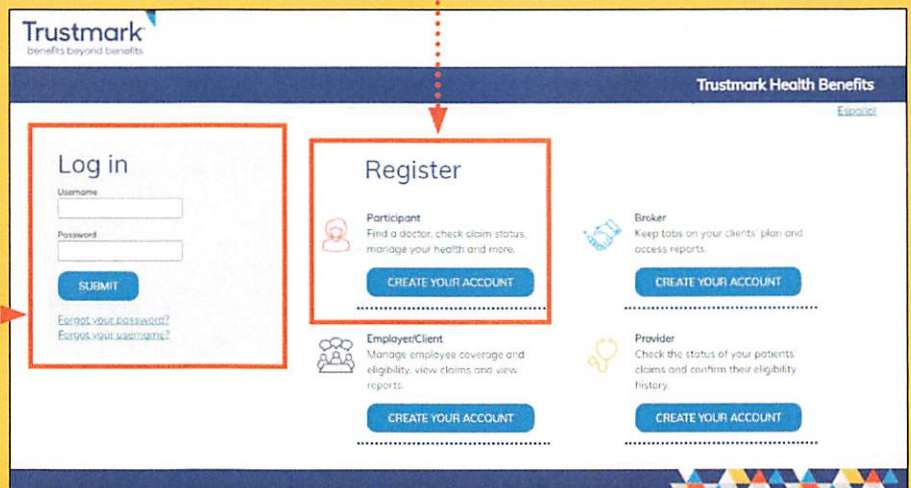 Trustmark
benefits beyond benefits
Trustmark Health Benefits
Español
Log in
Username
Password
SUBMIT
Forgot your password?
Forgot your username?
Register
Participant
Find a doctor, check claim status,
manage your health and more.
CREATE YOUR ACCOUNT
Broker
Keep tabs on your clients' plan and
access reports.
CREATE YOUR ACCOUNT
Employer/Client
Manage employee coverage and
eligibility, view claims and view
reports.
CREATE YOUR ACCOUNT
Provider
Check the status of your patients'
claims and confirm their eligibility
history.
CREATE YOUR ACCOUNT